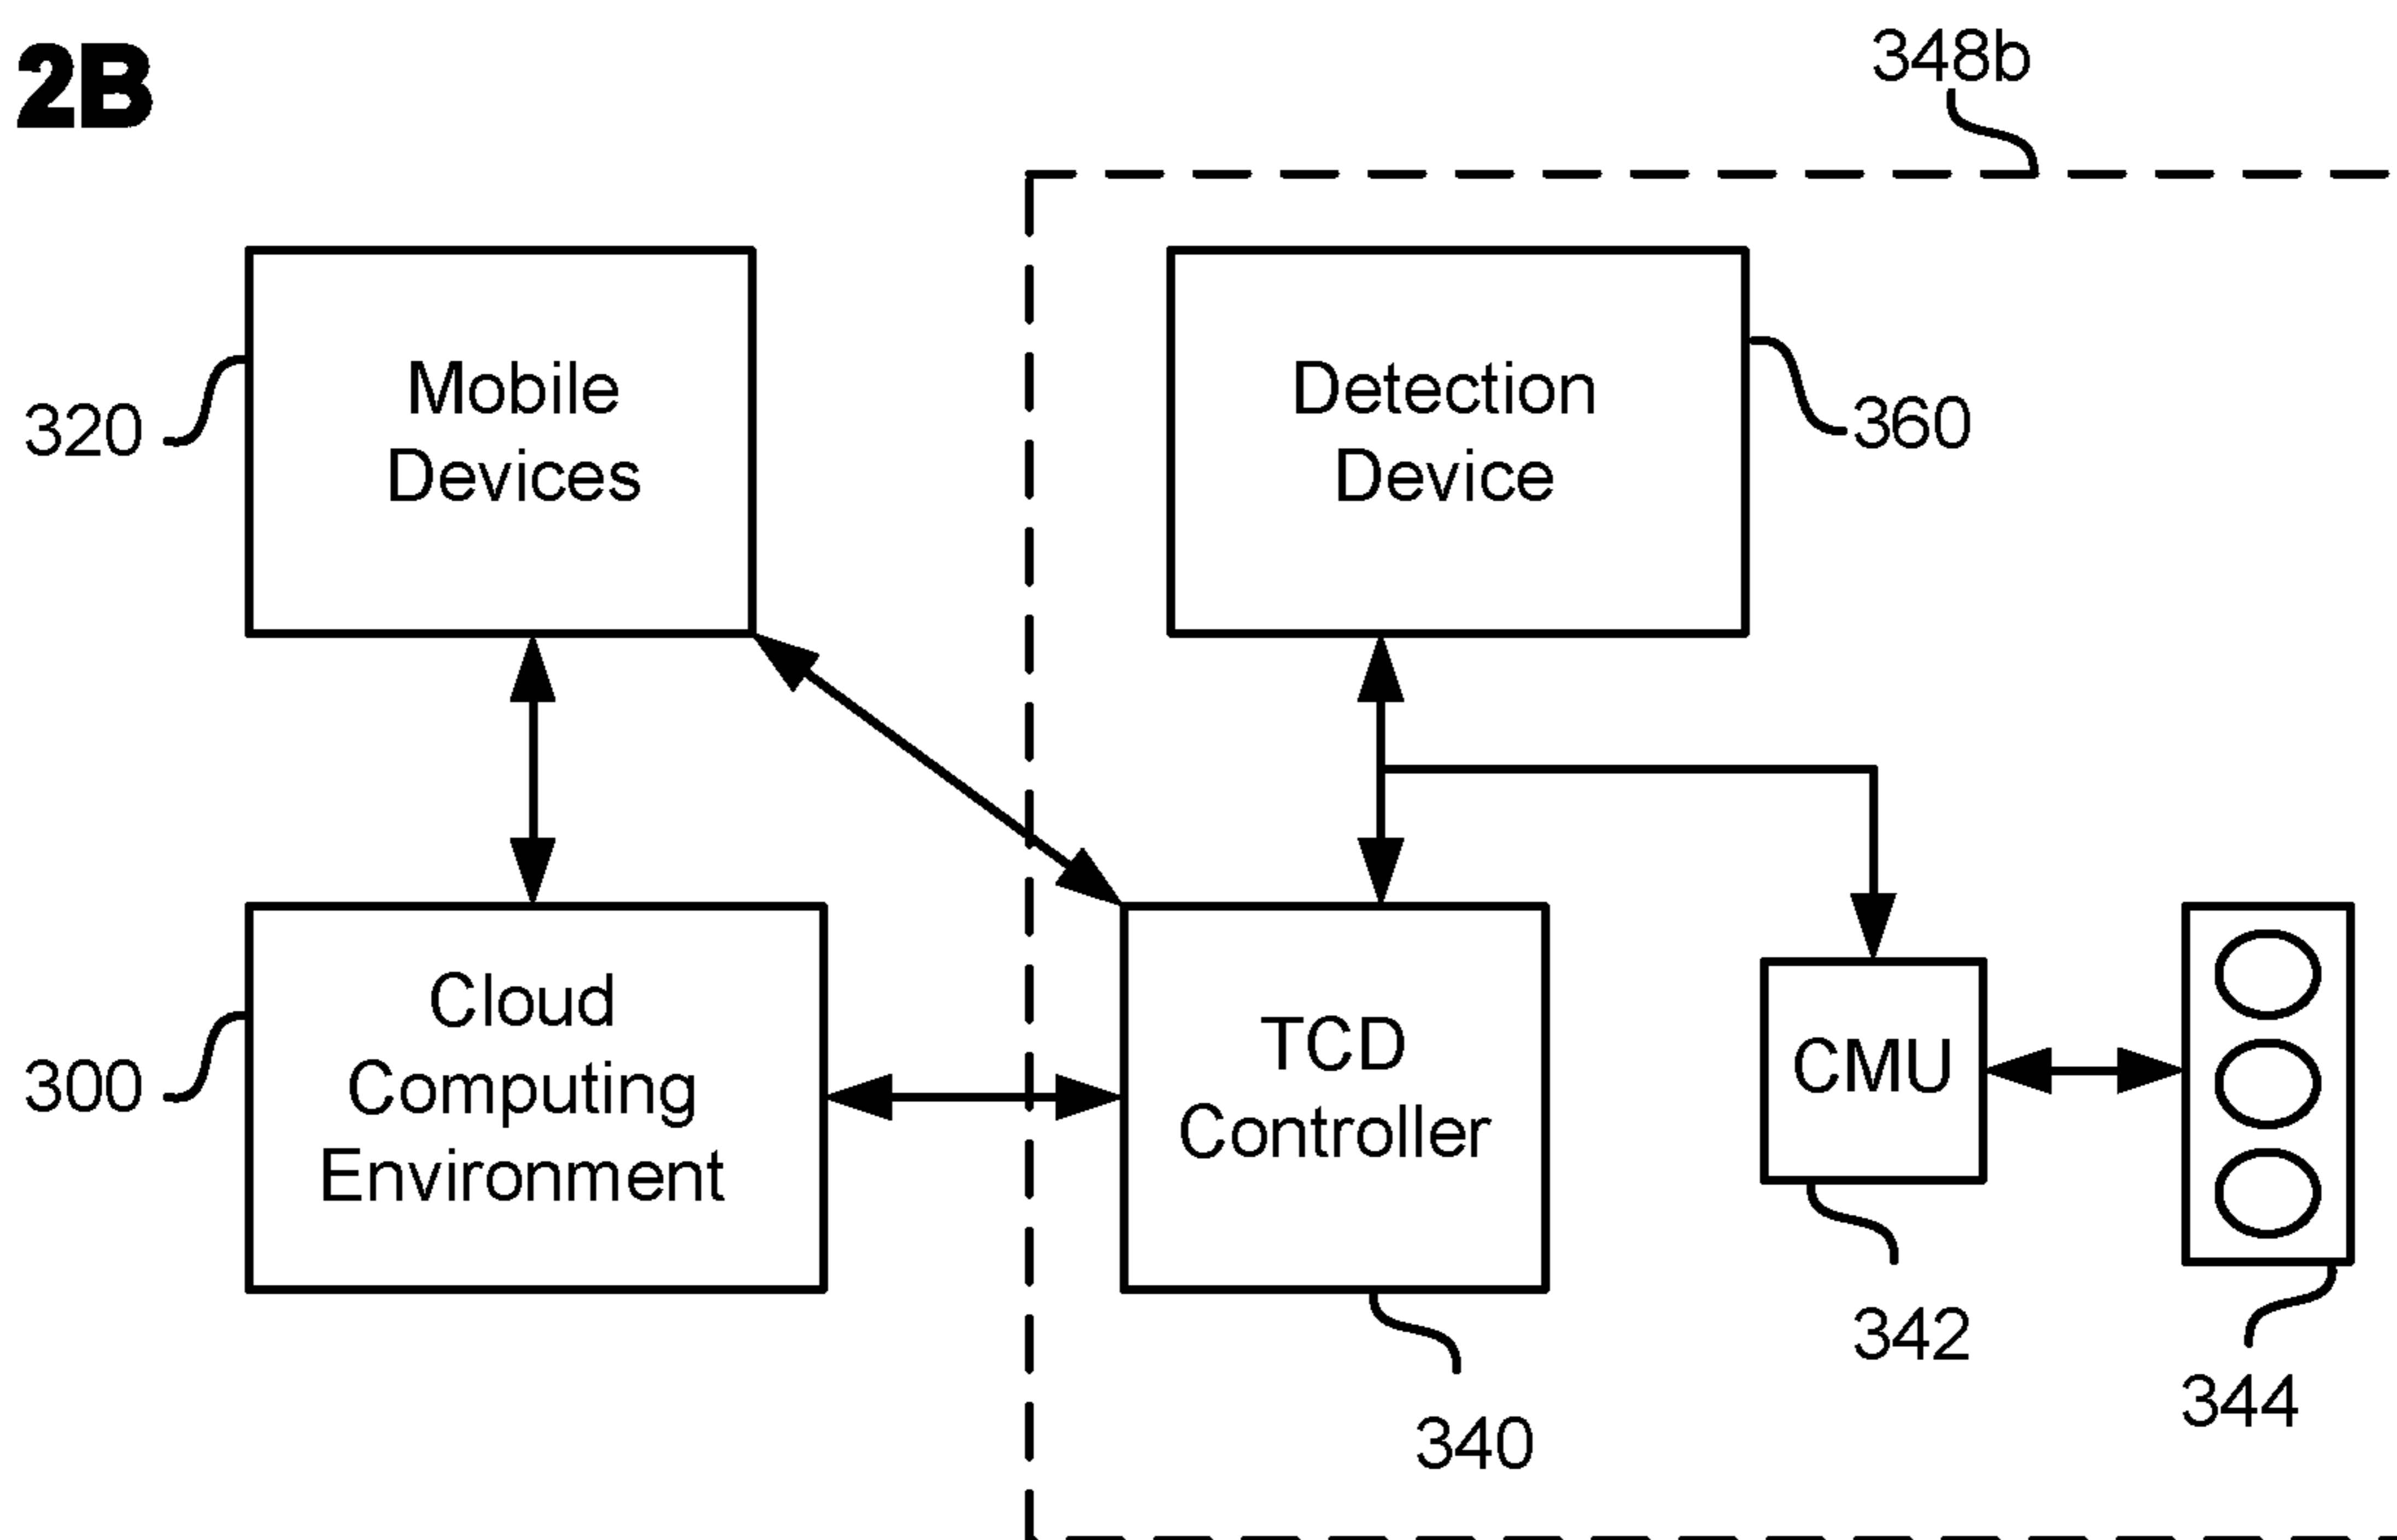 2B
348b
Mobile
Devices
320
Detection
Device
360
Cloud
Computing
Environment
300
TCD
Controller
CMU
342
344
340